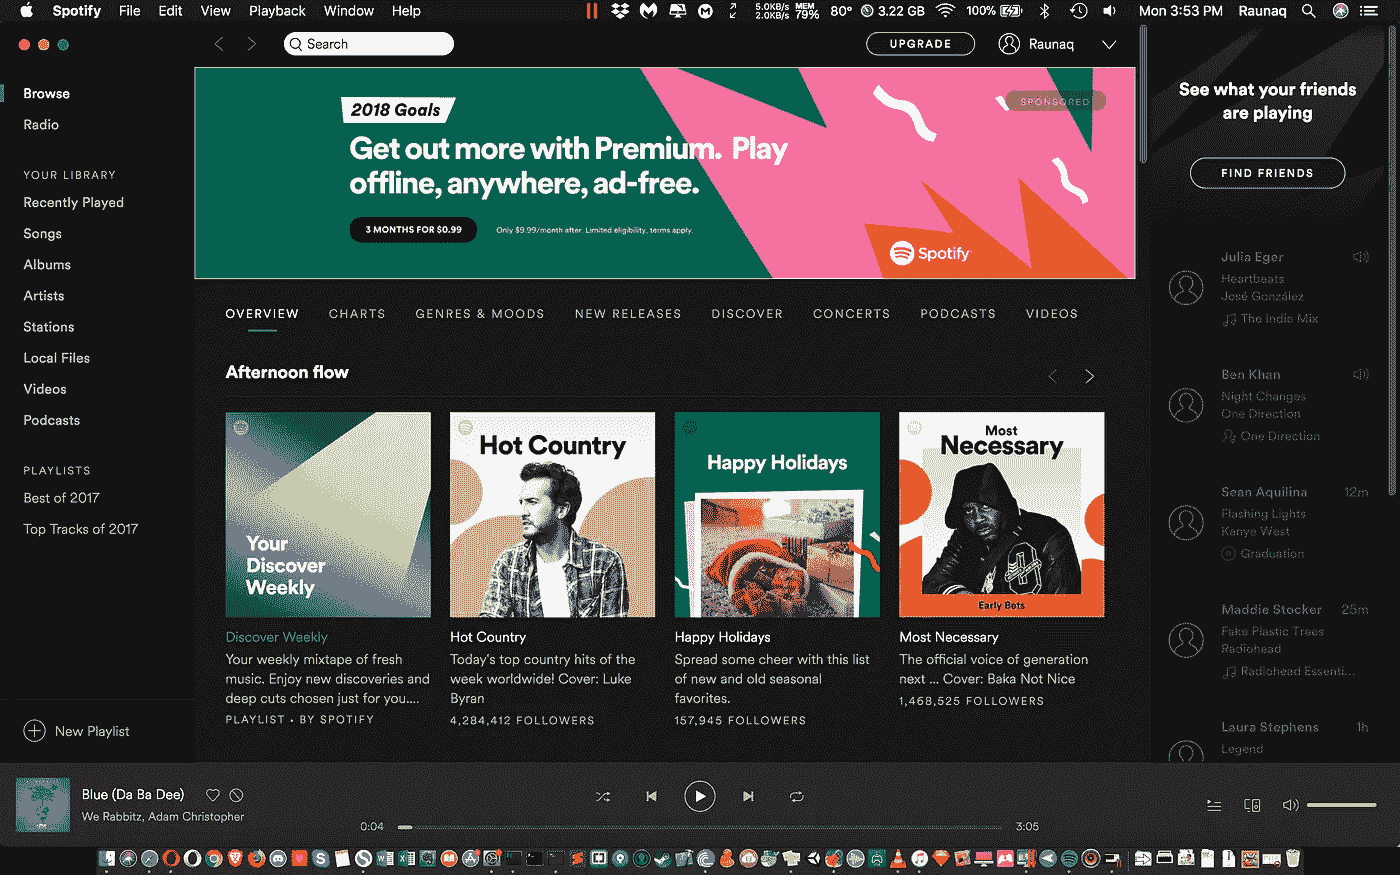 Spotify File Edit View Playback Window Help
5.0KB/s
2.0KB/s
MEM
79%
80° 3.22 GB 100% Mon 3:53 PM Raunaq
Search
UPGRADE
Raunaq
Browse
Radio
YOUR LIBRARY
Recently Played
Songs
Albums
Artists
Stations
Local Files
Videos
Podcasts
PLAYLISTS
Best of 2017
Top Tracks of 2017
New Playlist
2018 Goals
SPONSORED
Get out more with Premium. Play
offline, anywhere, ad-free.
3 MONTHS FOR $0.99
Only $9.99/month after. Limited eligibility, terms apply.
Spotify
OVERVIEW CHARTS GENRES & MOODS NEW RELEASES DISCOVER CONCERTS PODCASTS VIDEOS
Afternoon flow
Your
Discover
Weekly
Discover Weekly
Your weekly mixtape of fresh
music. Enjoy new discoveries and
deep cuts chosen just for you....
PLAYLIST • BY SPOTIFY
Hot Country
Hot Country
Today's top country hits of the
week worldwide! Cover: Luke
Byran
4,284,412 FOLLOWERS
Happy Holidays
Happy Holidays
Spread some cheer with this list
of new and old seasonal
favorites.
157,945 FOLLOWERS
Most
Necessary
Early Bots
Most Necessary
The official voice of generation
next ... Cover: Baka Not Nice
1,468,525 FOLLOWERS
See what your friends
are playing
FIND FRIENDS
Julia Eger
Heartbeats
José González
The Indie Mix
Ben Khan
Night Changes
One Direction
One Direction
Sean Aquilina 12m
Flashing Lights
Kanye West
Graduation
Maddie Stocker 25m
Fake Plastic Trees
Radiohead
Radiohead Essenti...
Laura Stephens 1h
Legend
Blue (Da Ba Dee)
We Rabbitz, Adam Christopher
0:04
3:05